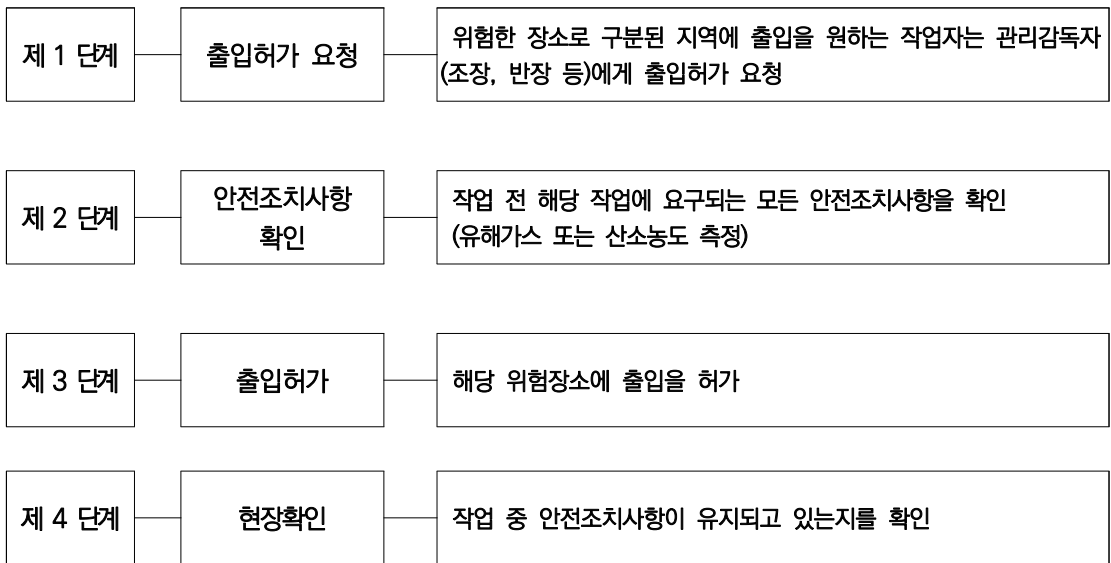 제 1 단계
출입허가 요청
위험한 장소로 구분된 지역에 출입을 원하는 작업자는 관리감독자
(조장, 반장 등)에게 출입허가 요청
제 2 단계
안전조치사항
확인
작업 전 해당 작업에 요구되는 모든 안전조치사항을 확인
(유해가스 또는 산소농도 측정)
제 3 단계
출입허가
해당 위험장소에 출입을 허가
제 4 단계
현장확인
작업 중 안전조치사항이 유지되고 있는지를 확인